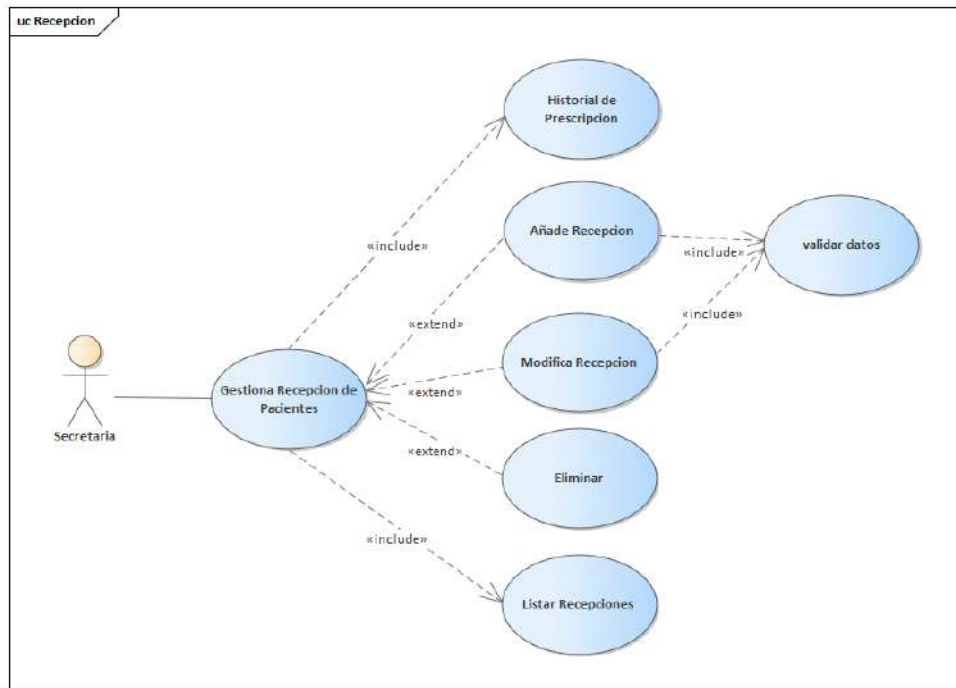 uc Recepcion
Historial de
Prescripcion
«include»
Añade Recepcion
validar datos
«include»
«extend»
«include»
Modifica Recepcion
Gestiona Recepcion de
Pacientes
«extend»
Secretaria
«extend»
Eliminar
«include»
Listar Recepciones